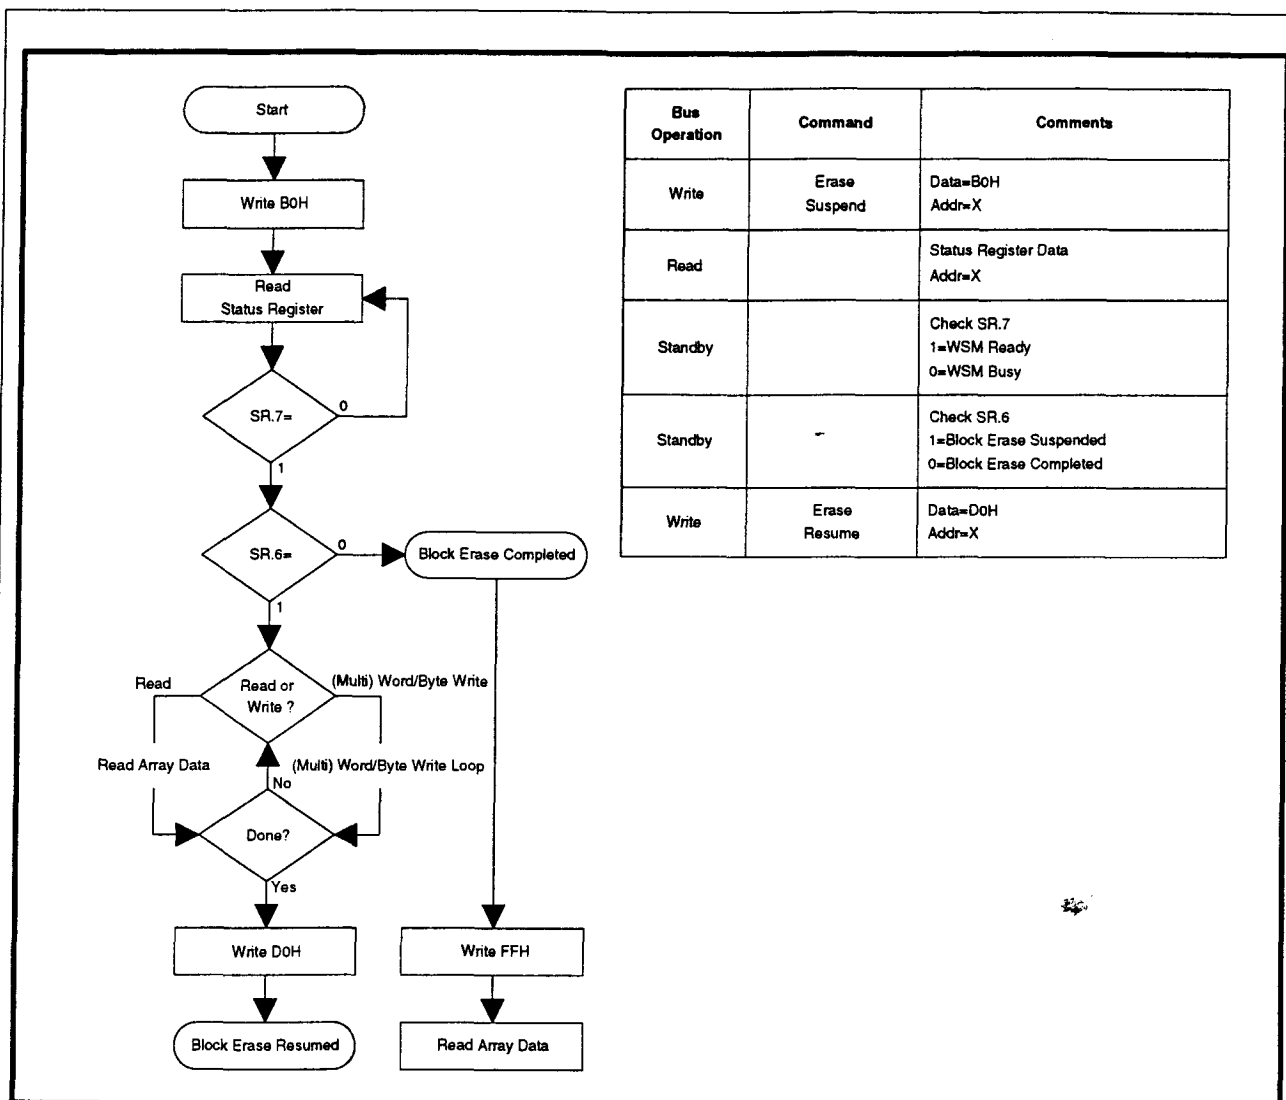 Start
Write B0H
Read
Status Register
SR.7=
0
1
SR.6=
0
Block Erase Completed
1
Read
Read or
Write ?
(Multi) Word/Byte Write
Read Array Data
(Multi) Word/Byte Write Loop
No
Done?
Yes
Write D0H
Write FFH
Block Erase Resumed
Read Array Data
Bus
Operation
Command
Comments
Write
Erase
Suspend
Data=B0H
Addr=X
Read
Status Register Data
Addr=X
Standby
Check SR.7
1=WSM Ready
0=WSM Busy
Standby
Check SR.6
1=Block Erase Suspended
0=Block Erase Completed
Write
Erase
Resume
Data=D0H
Addr=X